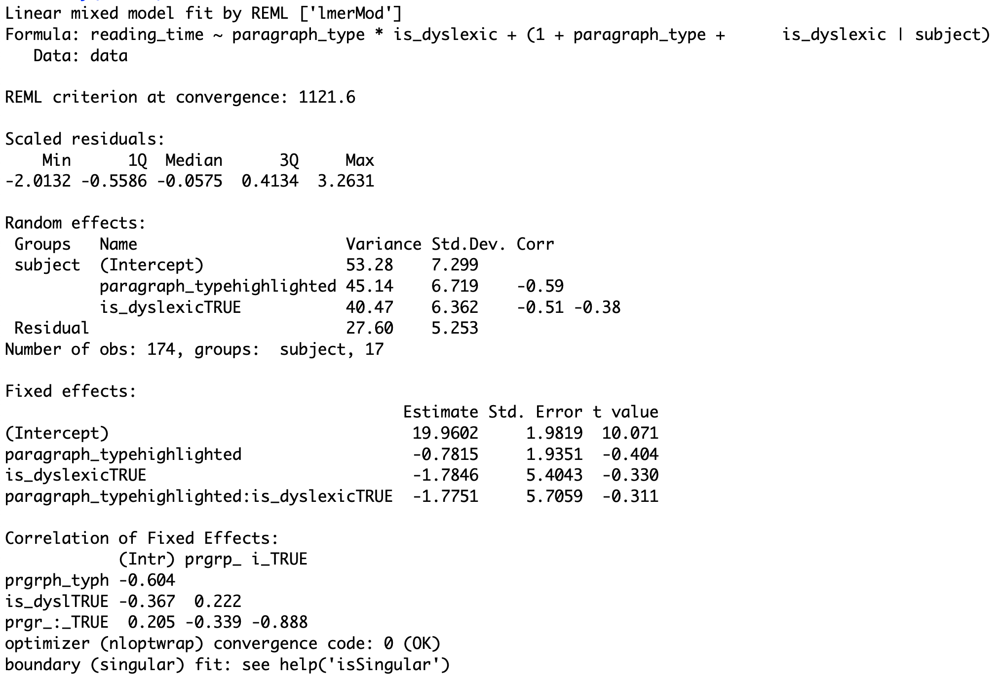 Linear mixed model fit by REML ['lmerMod']
Formula: reading_time ~ paragraph_type * is_dyslexic + (1 + paragraph_type +      is_dyslexic | subject)
   Data: data

REML criterion at convergence: 1121.6

Scaled residuals:
    Min      1Q  Median      3Q     Max
-2.0132 -0.5586 -0.0575  0.4134  3.2631

Random effects:
 Groups   Name                      Variance Std.Dev. Corr
 subject  (Intercept)               53.28    7.299
          paragraph_typehighlighted 45.14    6.719    -0.59
          is_dyslexicTRUE           40.47    6.362    -0.51 -0.38
 Residual                           27.60    5.253
Number of obs: 174, groups:  subject, 17

Fixed effects:
                                          Estimate Std. Error t value
(Intercept)                                19.9602     1.9819  10.071
paragraph_typehighlighted                  -0.7815     1.9351  -0.404
is_dyslexicTRUE                            -1.7846     5.4043  -0.330
paragraph_typehighlighted:is_dyslexicTRUE  -1.7751     5.7059  -0.311

Correlation of Fixed Effects:
            (Intr) prgrp_ i_TRUE
prgrph_typh -0.604
is_dyslTRUE -0.367  0.222
prgr_:_TRUE  0.205 -0.339 -0.888
optimizer (nloptwrap) convergence code: 0 (OK)
boundary (singular) fit: see help('isSingular')